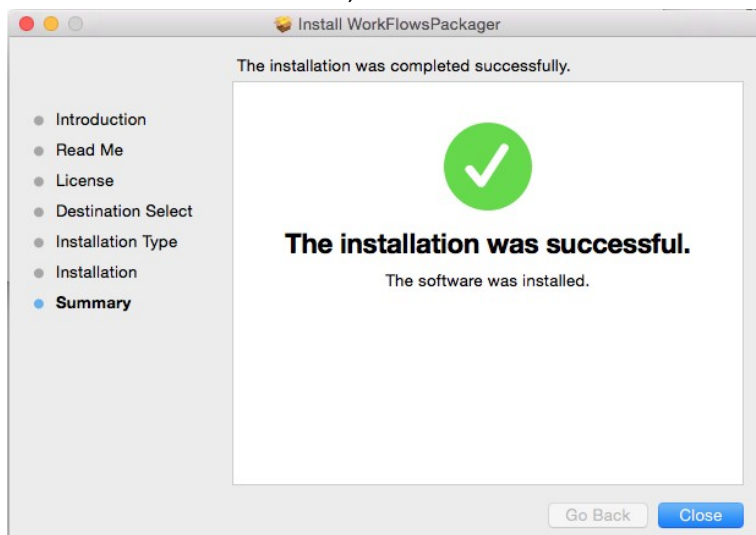 Install WorkFlowsPackager
The installation was completed successfully.
Introduction
Read Me
License
Destination Select
Installation Type
Installation
Summary
The installation was successful.
The software was installed.
Go Back
Close